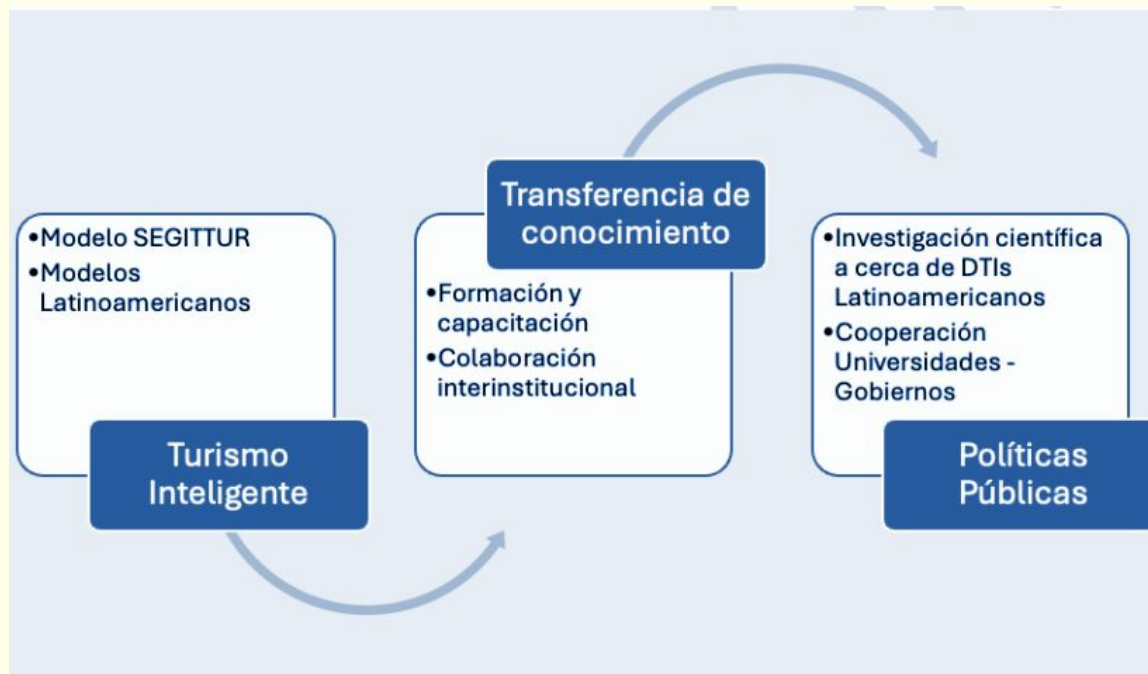 •Modelo SEGITTUR
•Modelos
Latinoamericanos
Turismo
Inteligente
Transferencia de
conocimiento
•Formación y
capacitación
•Colaboración
interinstitucional
•Investigación científica
a cerca de DTIs
Latinoamericanos
•Cooperación
Universidades -
Gobiernos
Políticas
Públicas